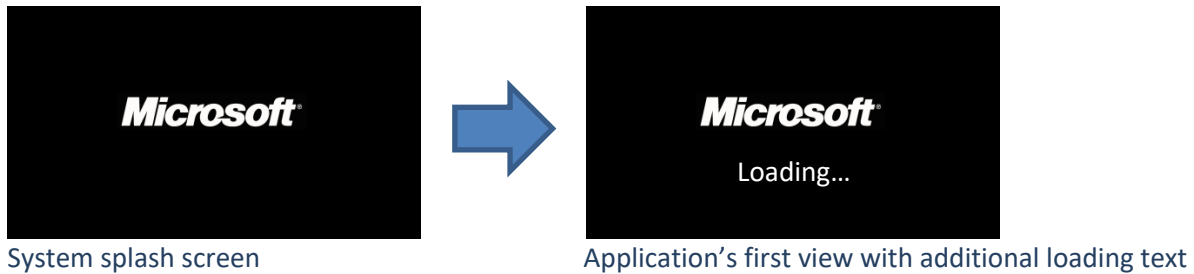 Microsoft®
Microsoft®
Loading...
System splash screen
Application's first view with additional loading text